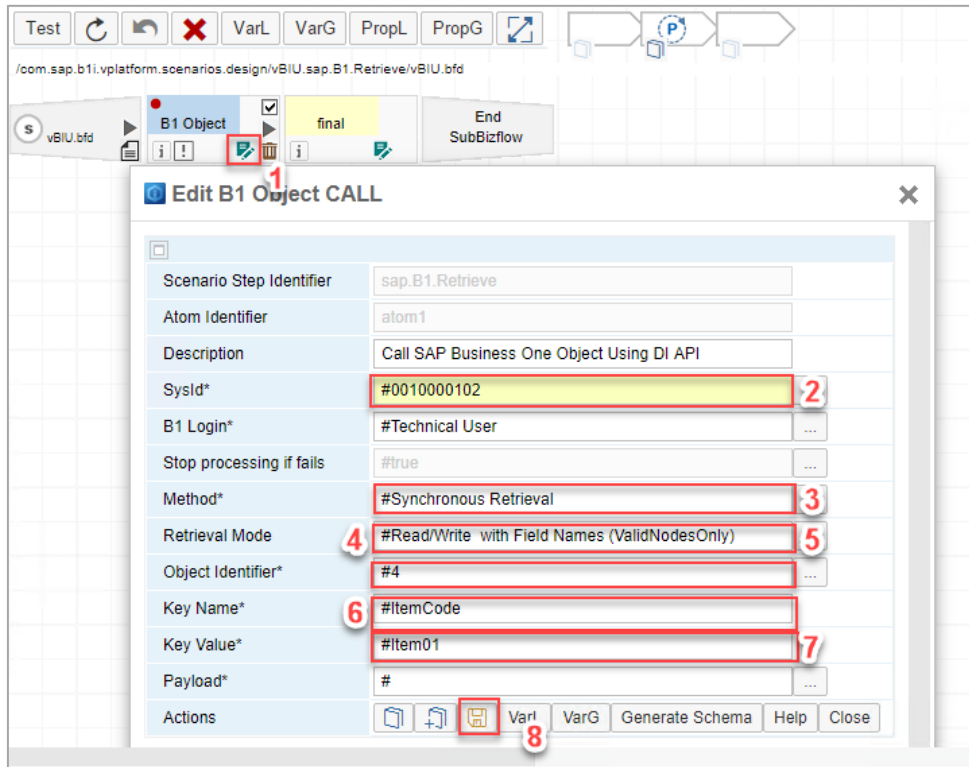 Test VarL VarG PropL PropG
P
/com.sap.b1i.vplatform.scenarios.design/vBIU.sap.B1.Retrieve/vBIU.bfd
S vBIU.bfd B1 Object final End
SubBizflow
i ! i
1
Edit B1 Object CALL
Scenario Step Identifier sap.B1.Retrieve
Atom Identifier atom1
Description Call SAP Business One Object Using DI API
SysId* #0010000102 2
B1 Login* #Technical User ...
Stop processing if fails #true ...
Method* #Synchronous Retrieval 3
Retrieval Mode 4 #Read/Write with Field Names (ValidNodesOnly) 5
Object Identifier* #4 ...
Key Name* 6 #ItemCode
Key Value* #Item01 7
Payload* # ...
Actions VarL VarG Generate Schema Help Close
8